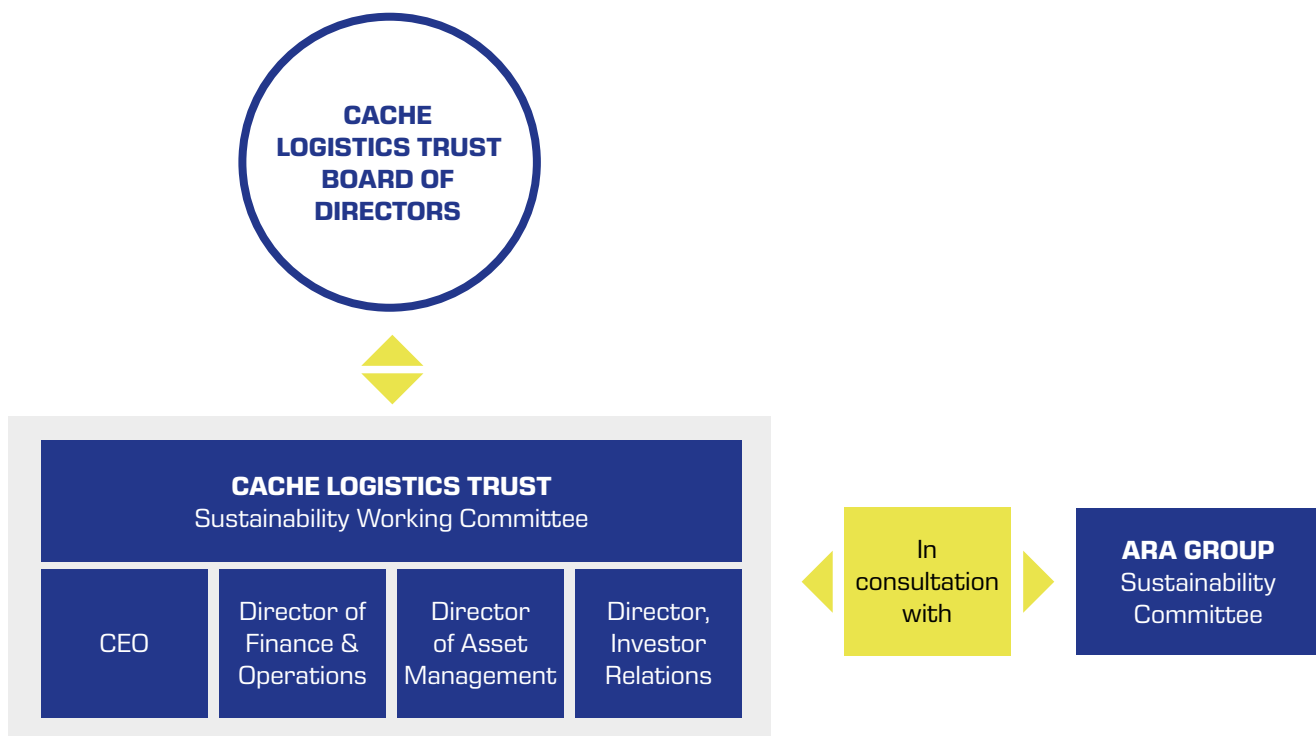 CACHE
LOGISTICS TRUST
BOARD OF
DIRECTORS
CACHE LOGISTICS TRUST
Sustainability Working Committee
CEO
Director of
Finance &
Operations
Director
of Asset
Management
Director,
Investor
Relations
In
consultation
with
ARA GROUP
Sustainability
Committee